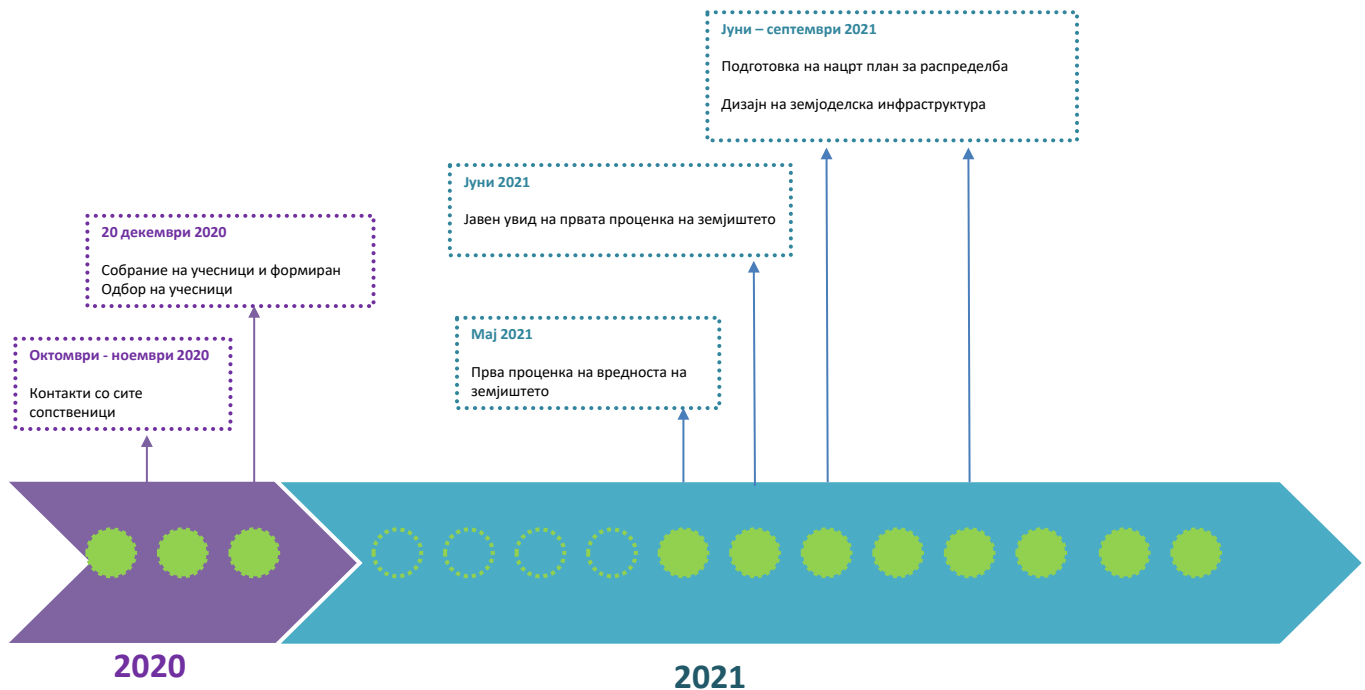 Јуни – септември 2021
Подготовка на нацрт план за распределба
Дизајн на земјоделска инфраструктура
Јуни 2021
Јавен увид на првата проценка на земјиштето
20 декември 2020
Собрание на учесници и формиран
Одбор на учесници
Мај 2021
Прва проценка на вредноста на
земјиштето
Октомври - ноември 2020
Контакти со сите
сопственици
2020
2021